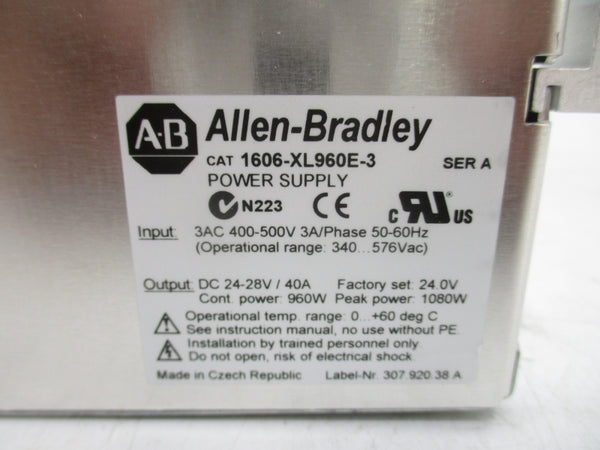 A-B Allen-Bradley
CAT 1606-XL960E-3 SER A
POWER SUPPLY
N223 CE c RU US
Input: 3AC 400-500V 3A/Phase 50-60Hz
(Operational range: 340...576Vac)
Output: DC 24-28V / 40A Factory set: 24.0V
Cont. power: 960W Peak power: 1080W
Operational temp. range: 0...+60 deg C
See instruction manual, no use without PE.
Installation by trained personnel only.
Do not open, risk of electrical shock.
Made in Czech Republic Label-Nr. 307.920.38 A